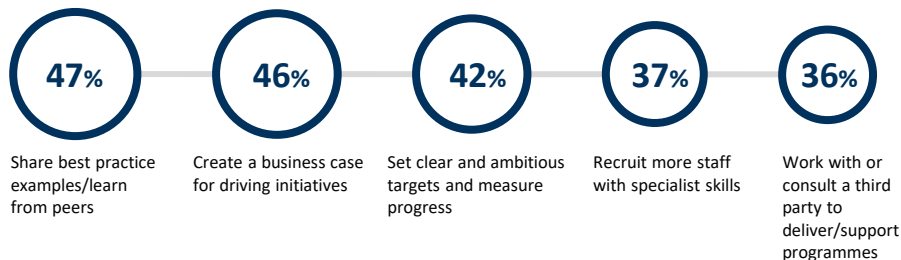 47%
46%
42%
37%
36%
Share best practice
examples/learn
from peers
Create a business case
for driving initiatives
Set clear and ambitious
targets and measure
progress
Recruit more staff
with specialist skills
Work with or
consult a third
party to
deliver/support
programmes